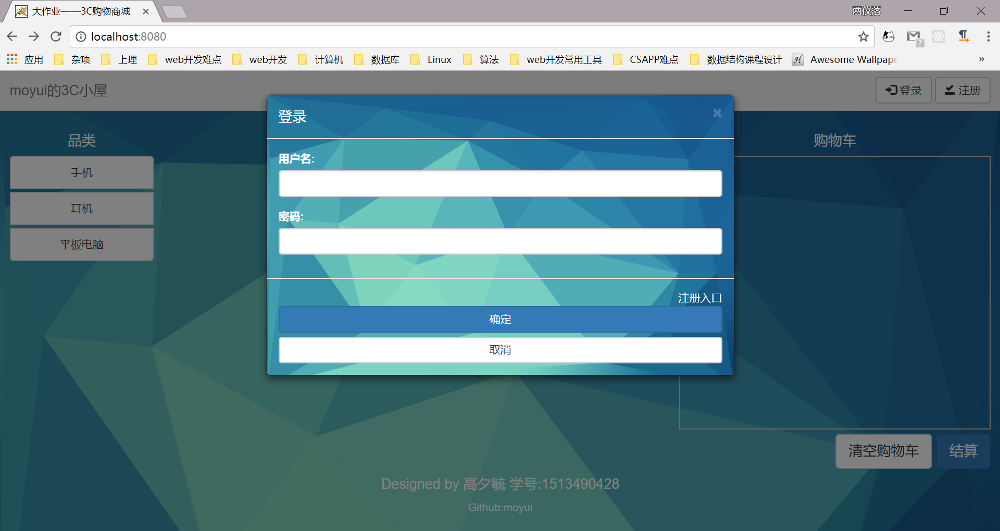 大作业——3C购物商城
两仪落
localhost:8080
应用 杂项 上理 web开发难点 web开发 计算机 数据库 Linux 算法 web开发常用工具 CSAPP难点 数据结构课程设计 Awesome Wallpape
moyui的3C小屋
登录 注册
登录
品类
购物车
用户名:
手机
耳机
密码:
平板电脑
注册入口
确定
取消
清空购物车 结算
Designed by 高夕毓 学号:1513490428
Github:moyui